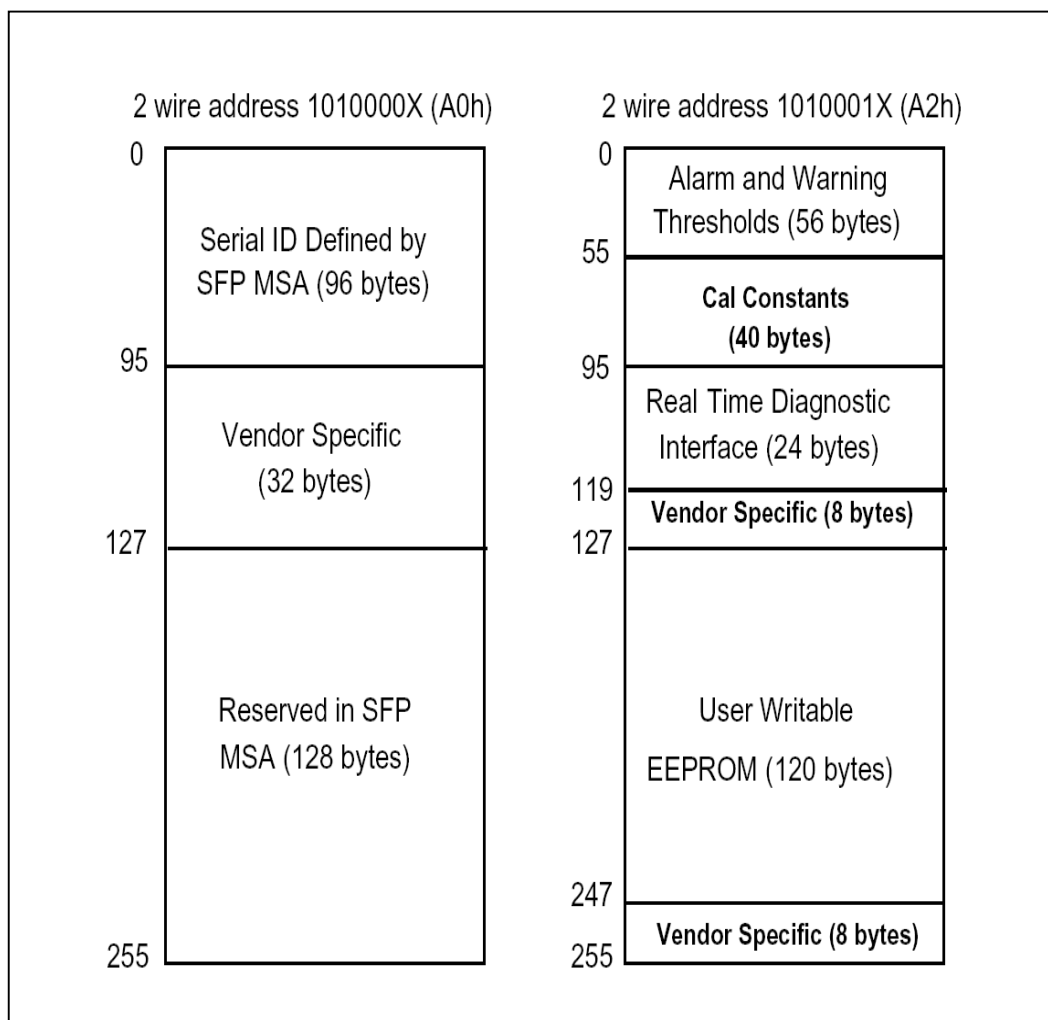 2 wire address 1010000X (A0h)
0
Serial ID Defined by
SFP MSA (96 bytes)
95
Vendor Specific
(32 bytes)
127
Reserved in SFP
MSA (128 bytes)
255
2 wire address 1010001X (A2h)
0
Alarm and Warning
Thresholds (56 bytes)
55
Cal Constants
(40 bytes)
95
Real Time Diagnostic
Interface (24 bytes)
119
Vendor Specific (8 bytes)
127
User Writable
EEPROM (120 bytes)
247
Vendor Specific (8 bytes)
255